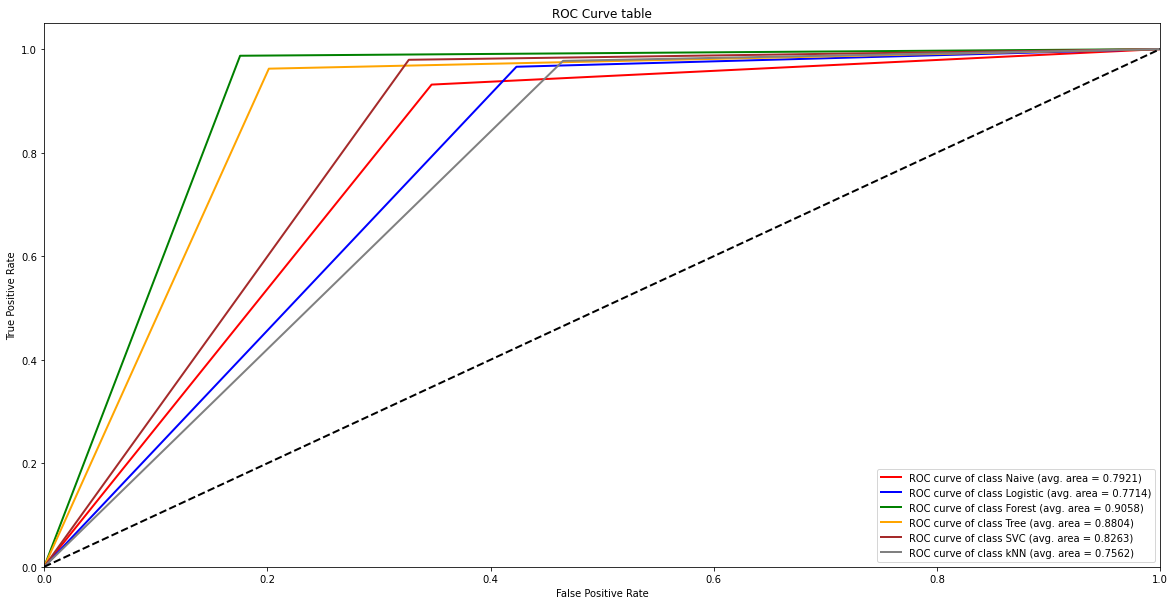 ROC Curve table
True Positive Rate
1.0
0.8
0.6
0.4
0.2
0.0
ROC curve of class Naive (avg. area = 0.7921)
ROC curve of class Logistic (avg. area = 0.7714)
ROC curve of class Forest (avg. area = 0.9058)
ROC curve of class Tree (avg. area = 0.8804)
ROC curve of class SVC (avg. area = 0.8263)
ROC curve of class kNN (avg. area = 0.7562)
0.0 0.2 0.4 0.6 0.8 1.0
False Positive Rate